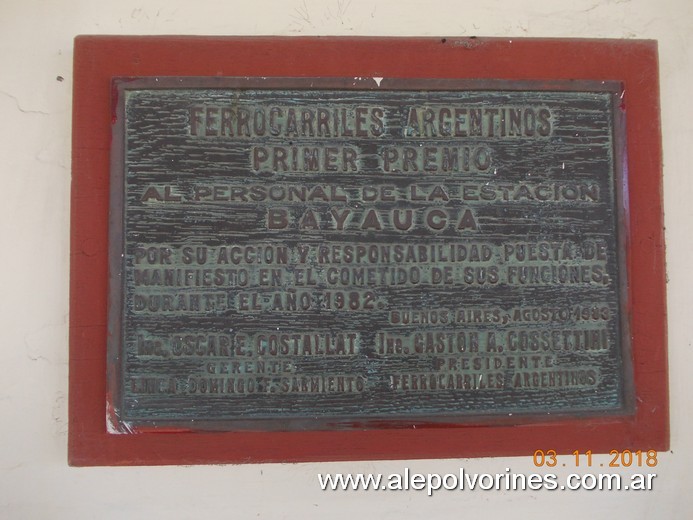 FERROCARRILES ARGENTINOS
PRIMER PREMIO
AL PERSONAL DE LA ESTACION
BAYAUCA
POR SU ACCION Y RESPONSABILIDAD PUESTA DE
MANIFIESTO EN EL COMETIDO DE SUS FUNCIONES,
DURANTE EL AÑO 1982.
BUENOS AIRES, AGOSTO 1983
ING. OSCAR E. COSTALLAT ING. GASTON A. COSSETTINI
GERENTE PRESIDENTE
DOMINGO F. SARMIENTO FERROCARRILES ARGENTINOS
03.11.2018
www.alepolvorines.com.ar